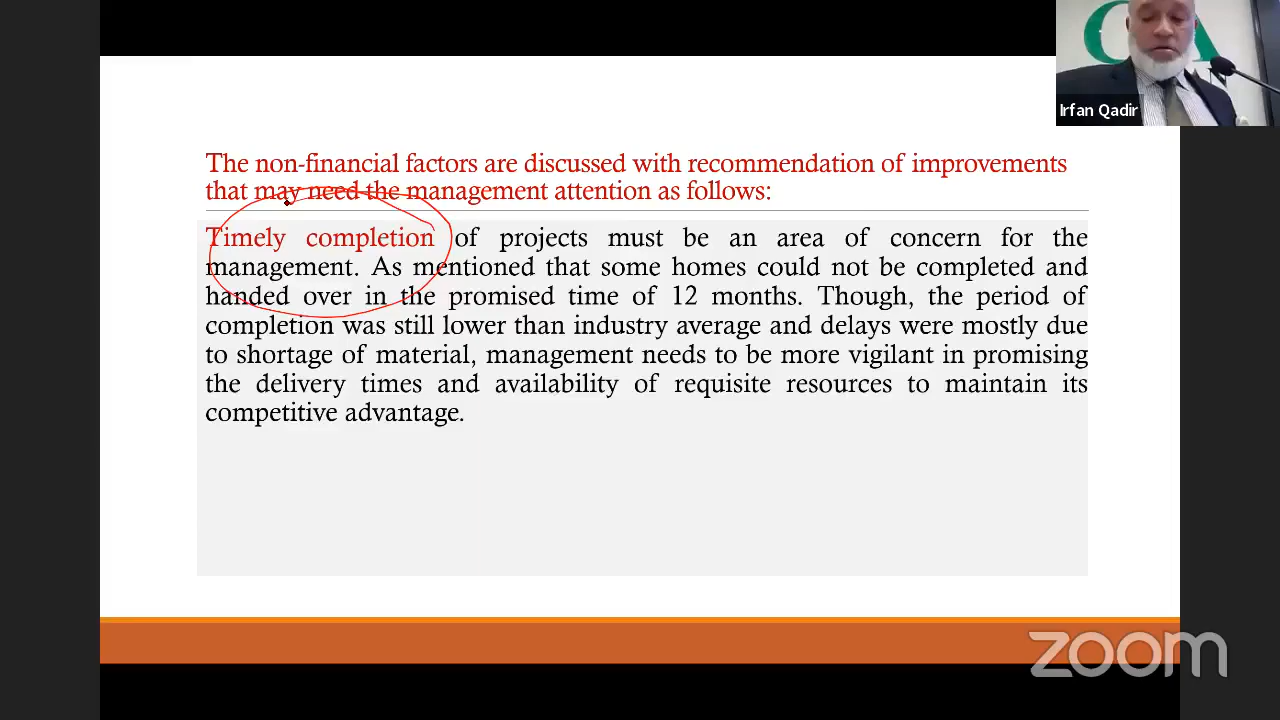 Irfan Qadir
The non-financial factors are discussed with recommendation of improvements
that may need the management attention as follows:
Timely completion of projects must be an area of concern for the
management. As mentioned that some homes could not be completed and
handed over in the promised time of 12 months. Though, the period of
completion was still lower than industry average and delays were mostly due
to shortage of material, management needs to be more vigilant in promising
the delivery times and availability of requisite resources to maintain its
competitive advantage.
zoom